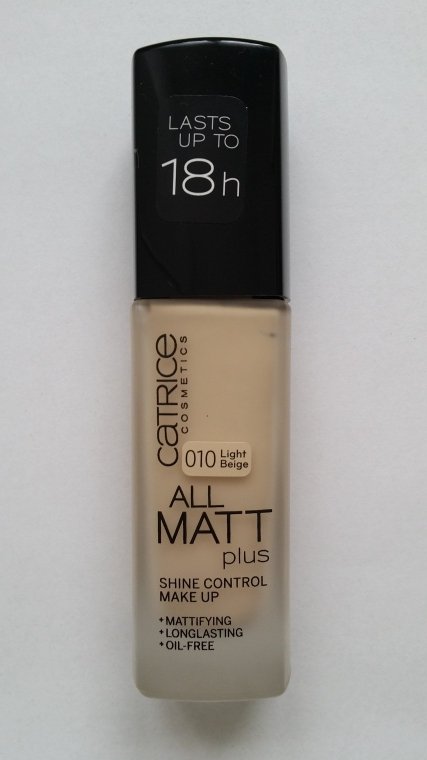 LASTS
UP TO
18h
CATRICE
COSMETICS
010 Light
Beige
ALL
MATT
plus
SHINE CONTROL
MAKE UP
+MATTIFYING
+LONGLASTING
+OIL-FREE